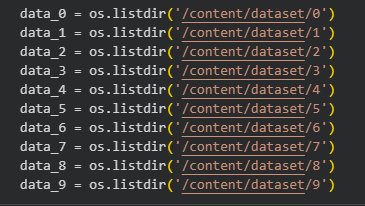 data_0 = os.listdir('/content/dataset/0')
data_1 = os.listdir('/content/dataset/1')
data_2 = os.listdir('/content/dataset/2')
data_3 = os.listdir('/content/dataset/3')
data_4 = os.listdir('/content/dataset/4')
data_5 = os.listdir('/content/dataset/5')
data_6 = os.listdir('/content/dataset/6')
data_7 = os.listdir('/content/dataset/7')
data_8 = os.listdir('/content/dataset/8')
data_9 = os.listdir('/content/dataset/9')